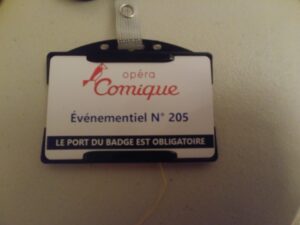 opéra
Comique
Événementiel N° 205
LE PORT DU BADGE EST OBLIGATOIRE